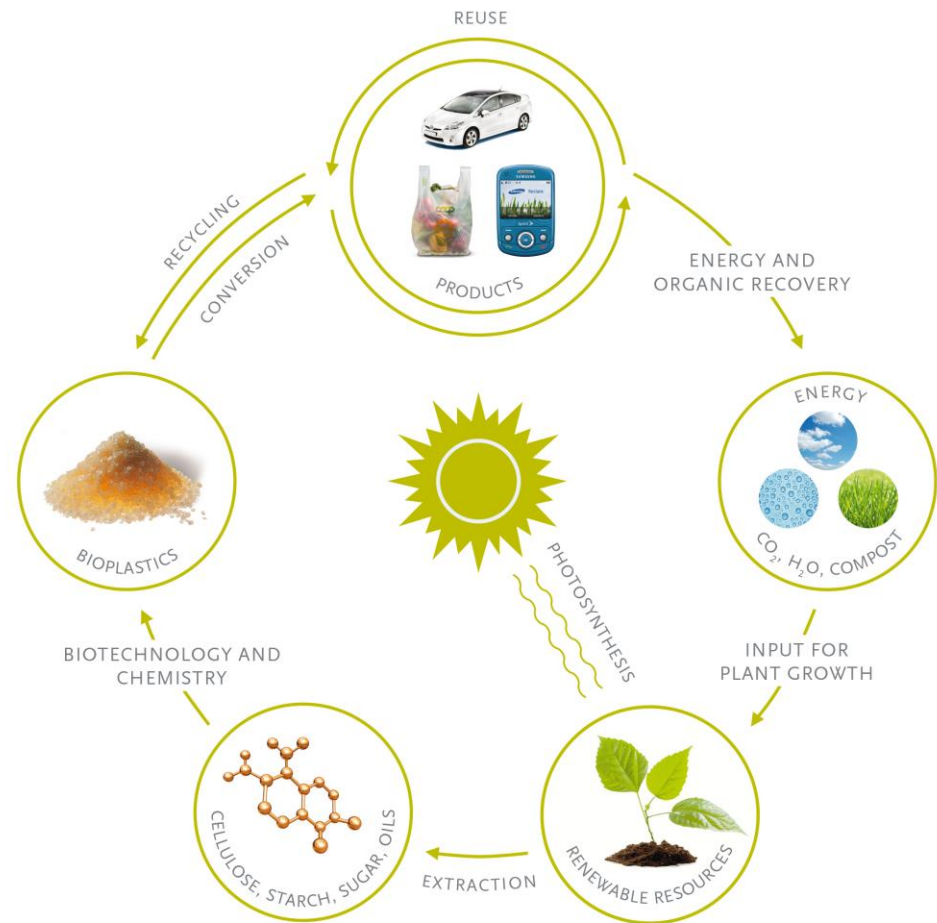 REUSE
SAMSUNG
PRODUCTS
RECYCLING
CONVERSION
ENERGY AND
ORGANIC RECOVERY
ENERGY
CO₂, H₂O, COMPOST
BIOPLASTICS
PHOTOSYNTHESIS
BIOTECHNOLOGY AND
CHEMISTRY
INPUT FOR
PLANT GROWTH
CELLULOSE, STARCH, SUGAR, OILS
EXTRACTION
RENEWABLE RESOURCES